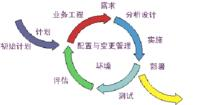 需求
业务工程
分析设计
计划
配置与变更管理
实施
初始计划
环境
部署
评估
测试